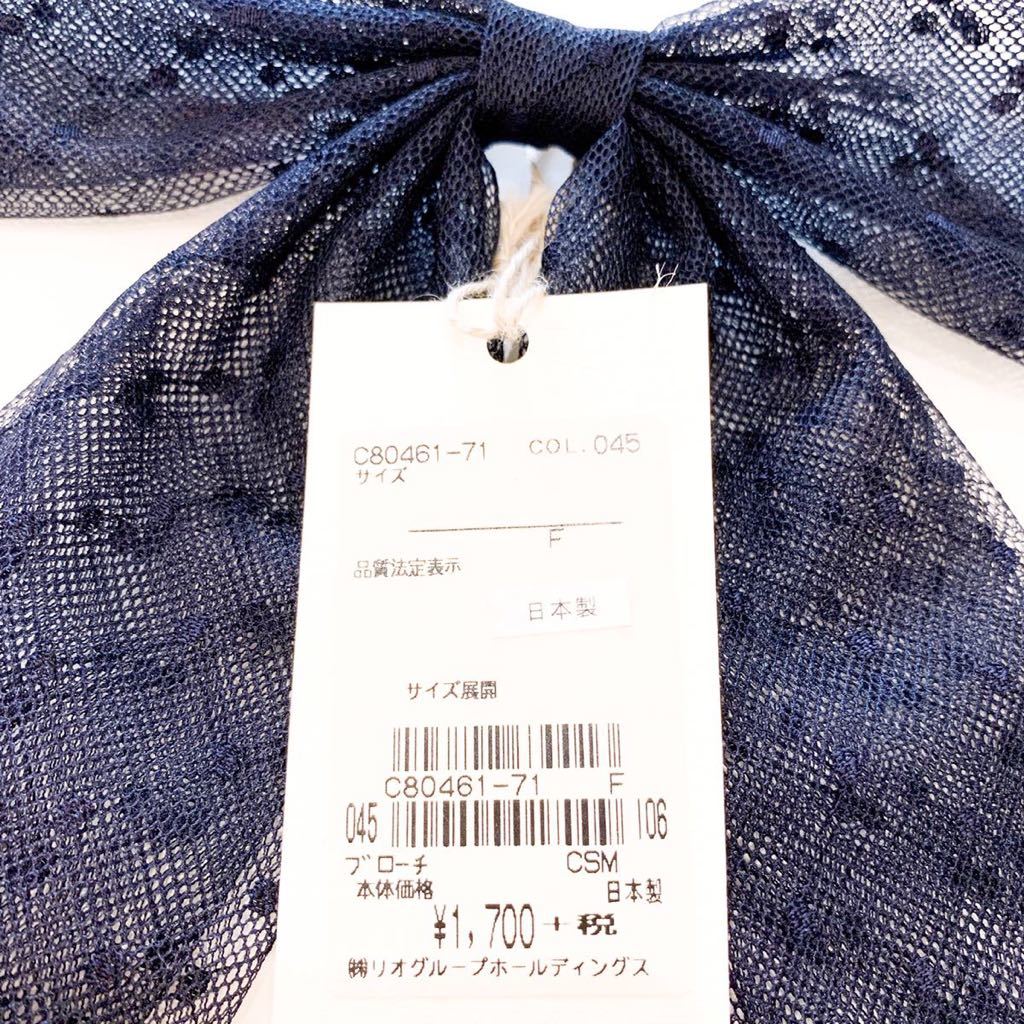 C80461-71 COL.045
サイズ
F
品質法定表示
日本製
サイズ展開
C80461-71 F
045 106
ブローチ CSM
本体価格 日本製
¥1,700+税
㈱リオグループホールディングス